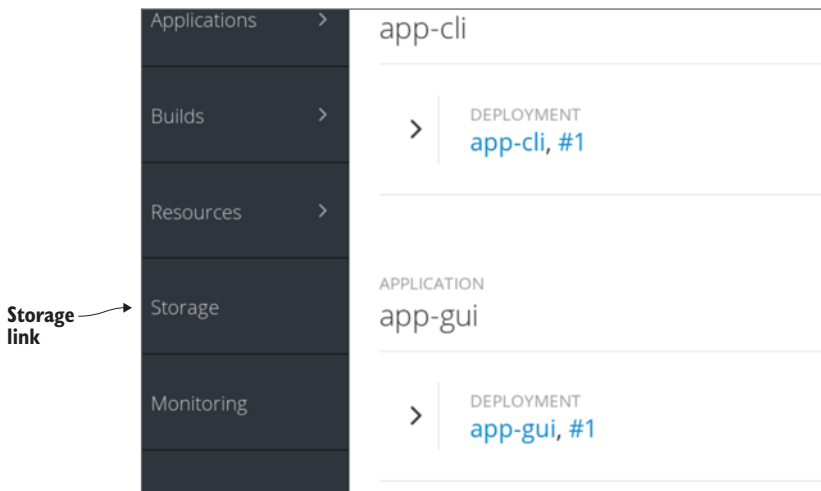 Applications
Builds
Resources
Storage
Monitoring
Storage
link
app-cli
DEPLOYMENT
app-cli, #1
APPLICATION
app-gui
DEPLOYMENT
app-gui, #1